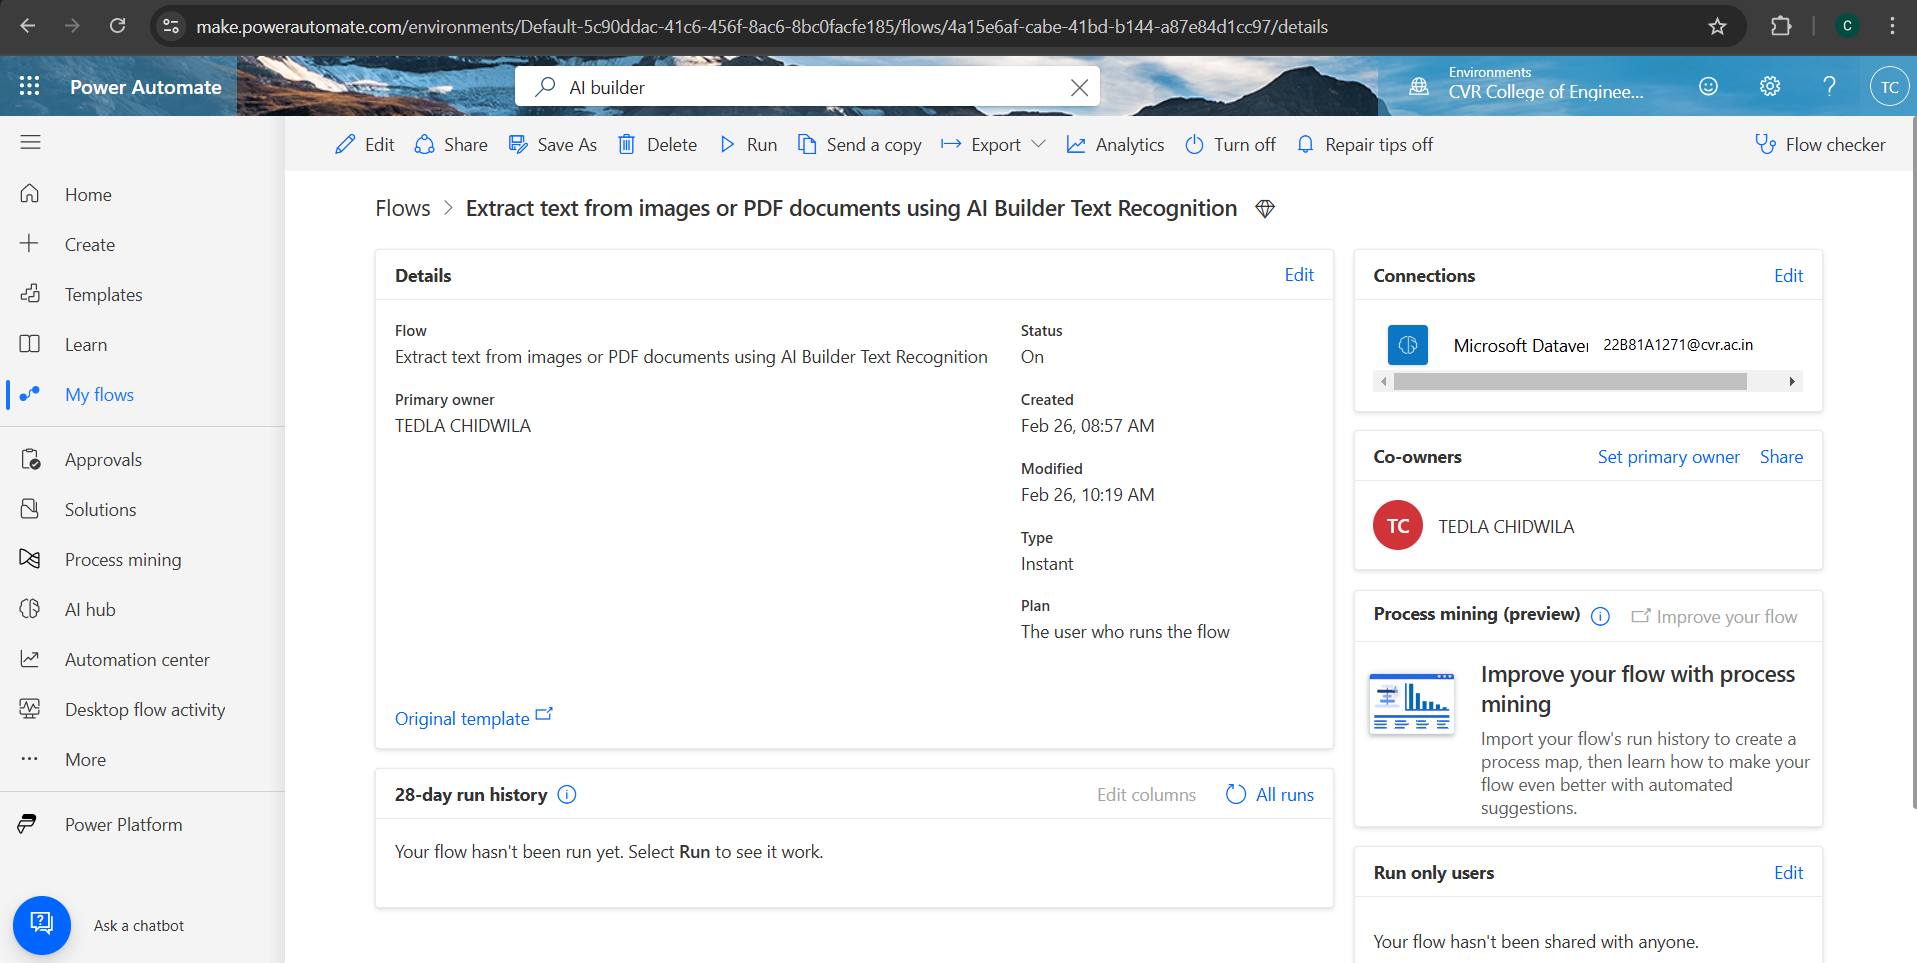 make.powerautomate.com/environments/Default-5c90ddac-41c6-456f-8ac6-8bc0facfe185/flows/4a15e6af-cabe-41bd-b144-a87e84d1cc97/details
C
Power Automate
AI builder
Environments
CVR College of Enginee...
TC
Edit
Share
Save As
Delete
Run
Send a copy
Export
Analytics
Turn off
Repair tips off
Flow checker
Home
Create
Templates
Learn
My flows
Approvals
Solutions
Process mining
AI hub
Automation center
Desktop flow activity
More
Power Platform
Ask a chatbot
Flows > Extract text from images or PDF documents using AI Builder Text Recognition
Details
Edit
Flow
Extract text from images or PDF documents using AI Builder Text Recognition
Primary owner
TEDLA CHIDWILA
Status
On
Created
Feb 26, 08:57 AM
Modified
Feb 26, 10:19 AM
Type
Instant
Plan
The user who runs the flow
Original template
28-day run history
Edit columns
All runs
Your flow hasn't been run yet. Select Run to see it work.
Connections
Edit
Microsoft Dataver 22B81A1271@cvr.ac.in
Co-owners
Set primary owner
Share
TC
TEDLA CHIDWILA
Process mining (preview)
Improve your flow
Improve your flow with process
mining
Import your flow's run history to create a
process map, then learn how to make your
flow even better with automated
suggestions.
Run only users
Edit
Your flow hasn't been shared with anyone.